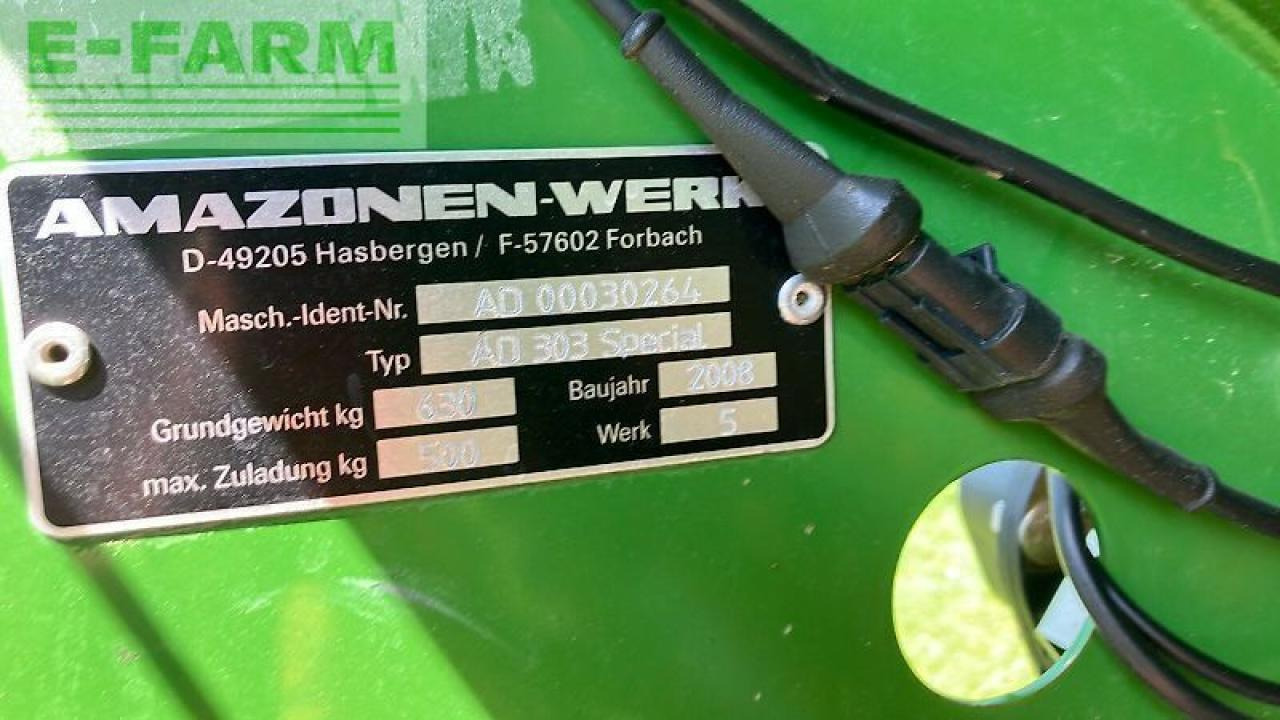 E-FARM
AMAZONEN-WERK
D-49205 Hasbergen / F-57602 Forbach
Masch.-Ident-Nr. AD 00030264
Typ AD 303 Special
Grundgewicht kg 630 Baujahr 2008
max. Zuladung kg 500 Werk 5